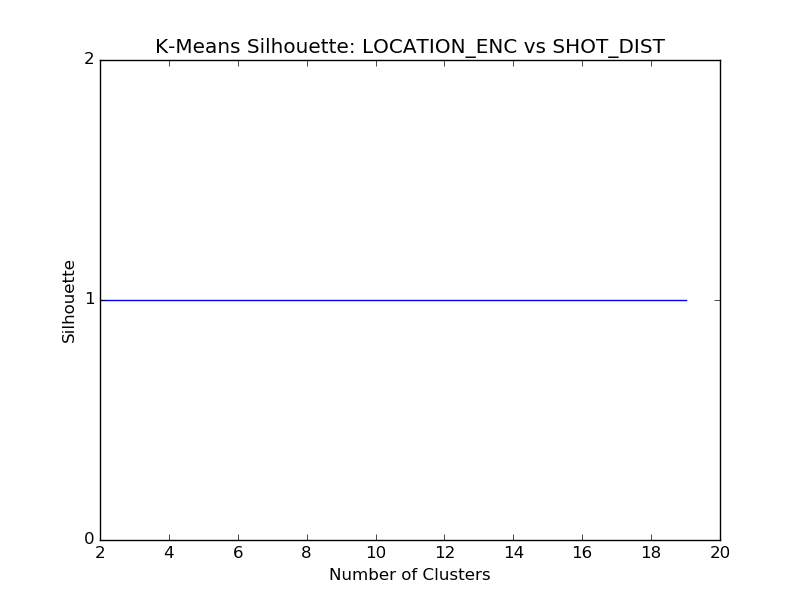 K-Means Silhouette: LOCATION_ENC vs SHOT_DIST
2
1
0
Silhouette
2 4 6 8 10 12 14 16 18 20
Number of Clusters